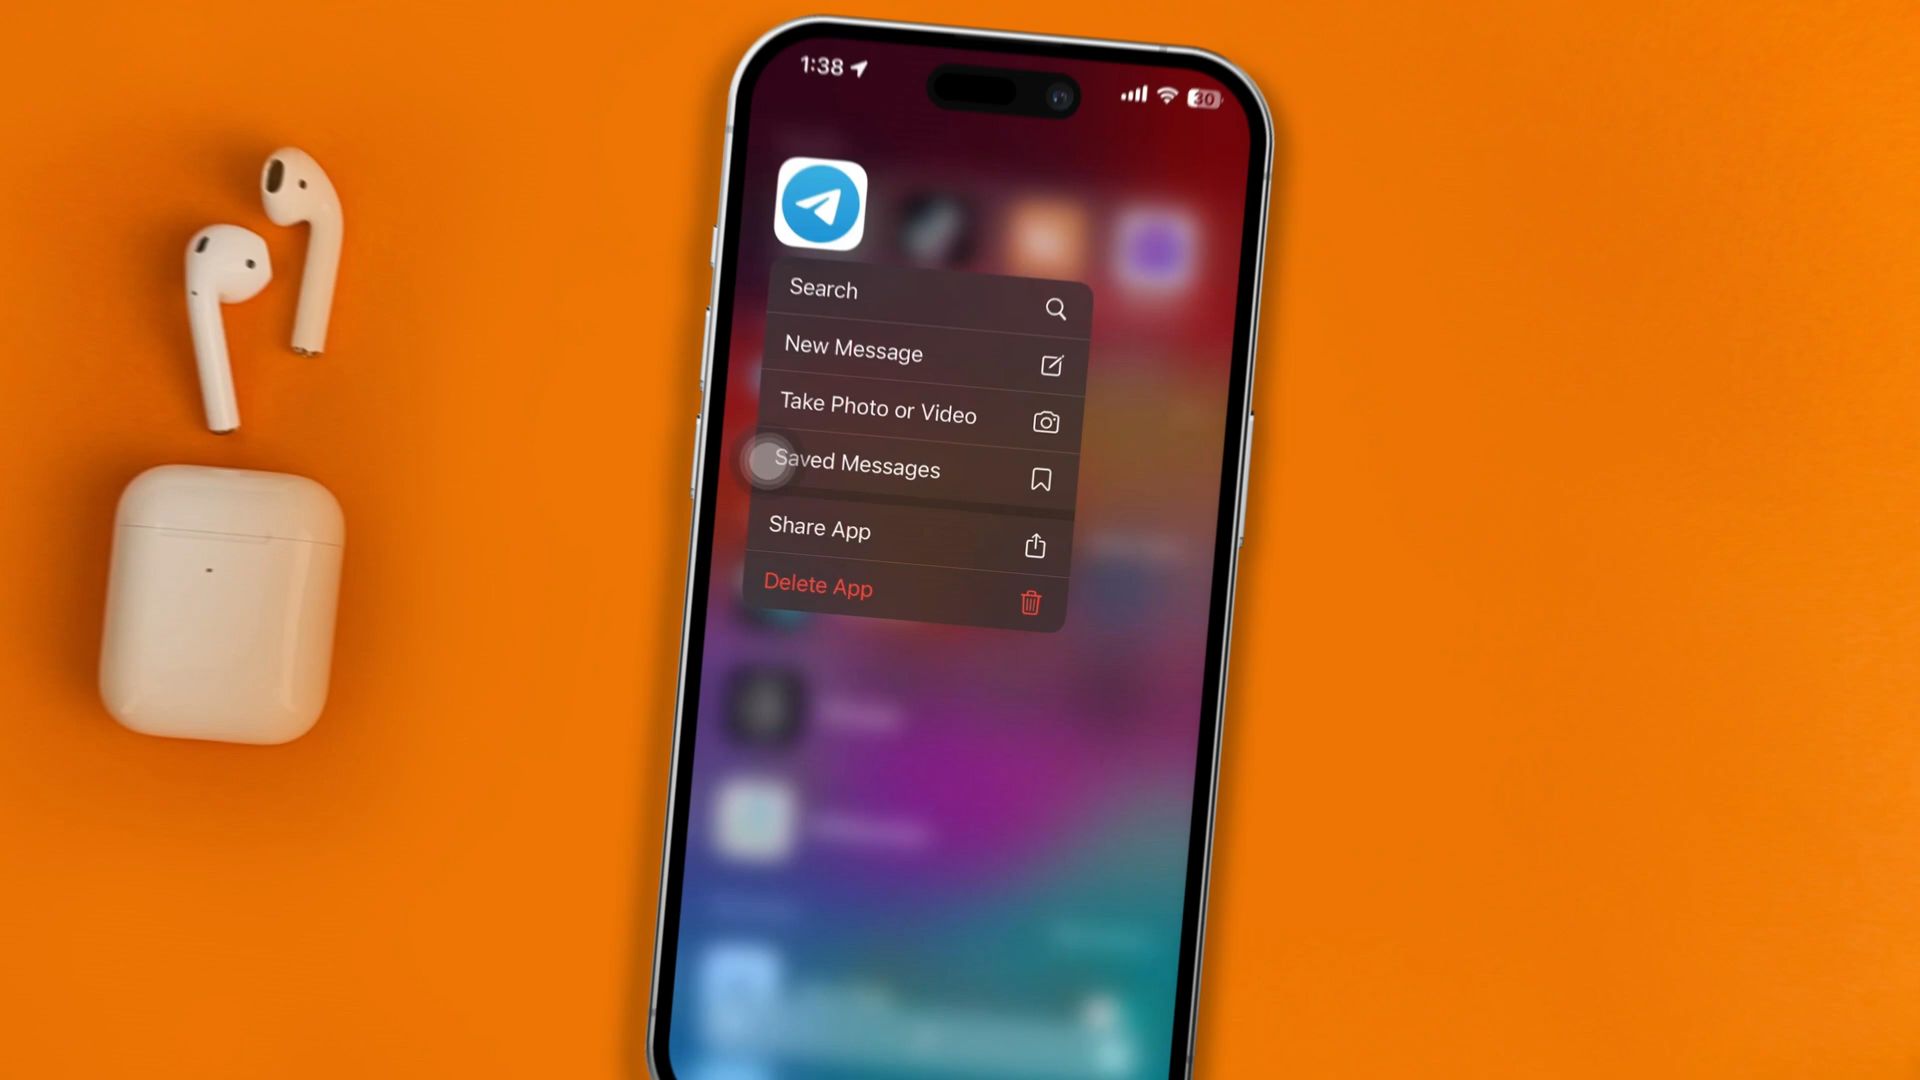 1:38
30
Search
New Message
Take Photo or Video
Saved Messages
Share App
Delete App